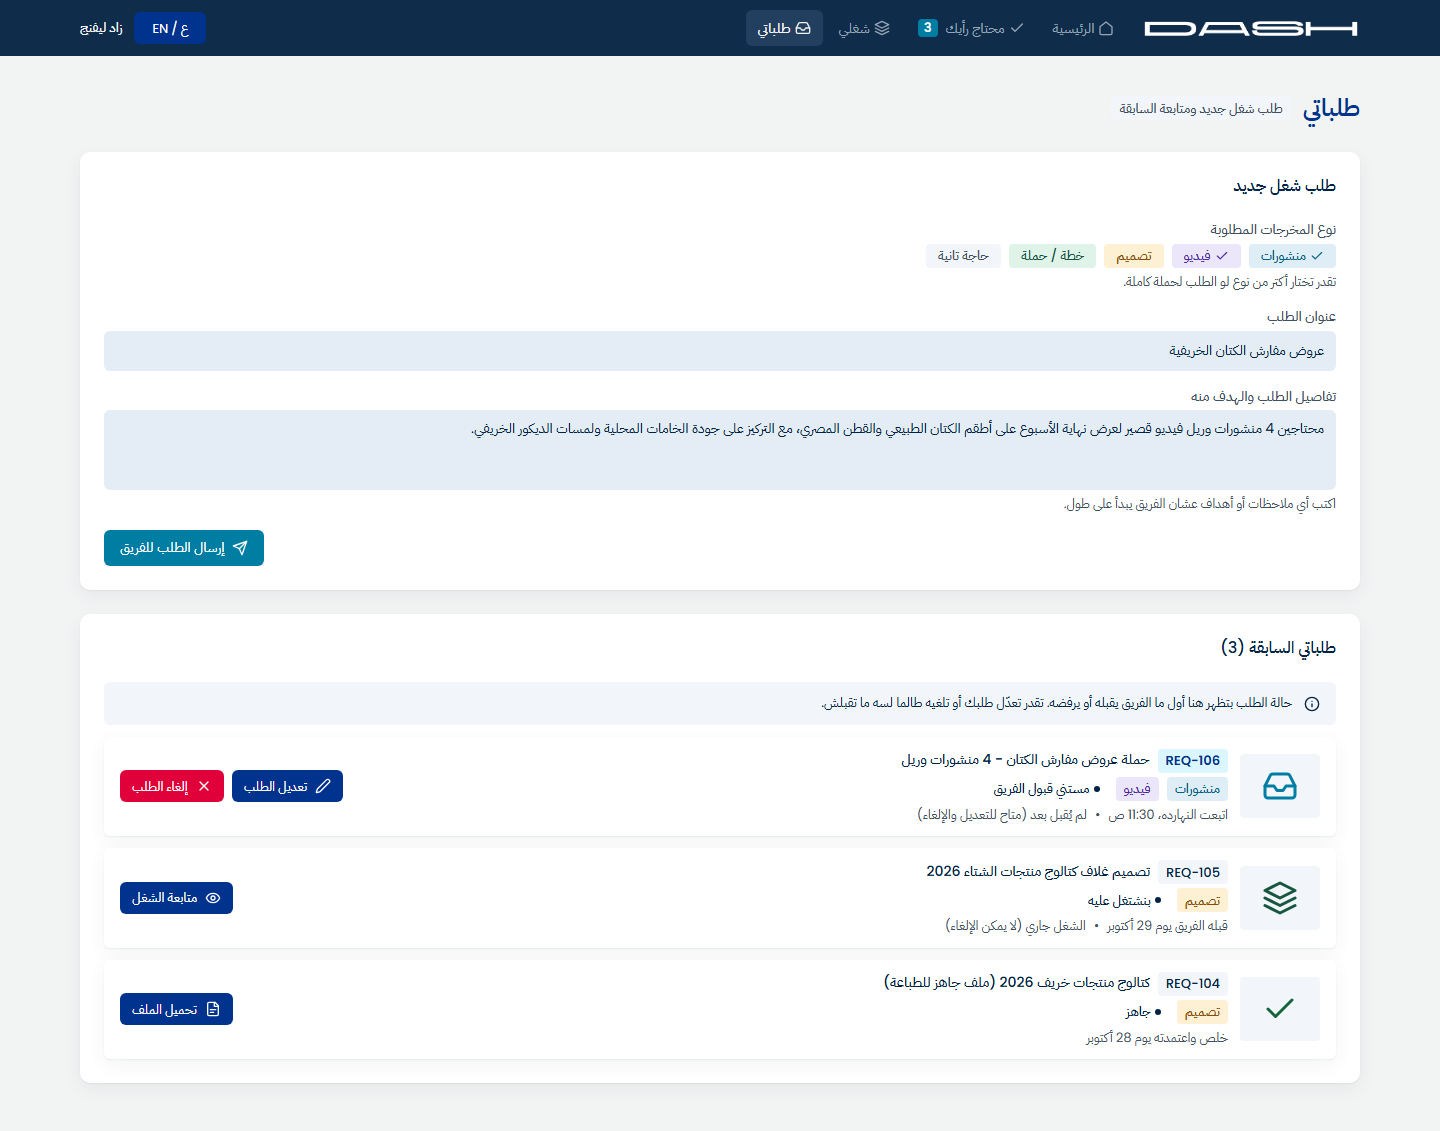 DASH
الرئيسية
محتاج رأيك 3
شغلي
طلباتي
ع / EN
زاد ليفنج
طلباتي
طلب شغل جديد ومتابعة السابقة
طلب شغل جديد
نوع المخرجات المطلوبة
منشورات
فيديو
تصميم
خطة / حملة
حاجة تانية
تقدر تختار أكتر من نوع لو الطلب لحملة كاملة.
عنوان الطلب
عروض مفارش الكتان الخريفية
تفاصيل الطلب والهدف منه
محتاجين 4 منشورات وريل فيديو قصير لعرض نهاية الأسبوع على أطقم الكتان الطبيعي والقطن المصري، مع التركيز على جودة الخامات المحلية ولمسات الديكور الخريفي.
اكتب أي ملاحظات أو أهداف عشان الفريق يبدأ على طول.
إرسال الطلب للفريق
طلباتي السابقة (3)
حالة الطلب بتظهر هنا أول ما الفريق يقبله أو يرفضه. تقدر تعدّل طلبك أو تلغيه طالما لسه ما تقبلش.
REQ-106 حملة عروض مفارش الكتان - 4 منشورات وريل
منشورات فيديو • مستني قبول الفريق
اتبعت النهارده، 11:30 ص • لم يُقبل بعد (متاح للتعديل والإلغاء)
تعديل الطلب
إلغاء الطلب
REQ-105 تصميم غلاف كتالوج منتجات الشتاء 2026
تصميم • بنشتغل عليه
قبله الفريق يوم 29 أكتوبر • الشغل جاري (لا يمكن الإلغاء)
متابعة الشغل
REQ-104 كتالوج منتجات خريف 2026 (ملف جاهز للطباعة)
تصميم • جاهز
خلص واعتمدته يوم 28 أكتوبر
تحميل الملف